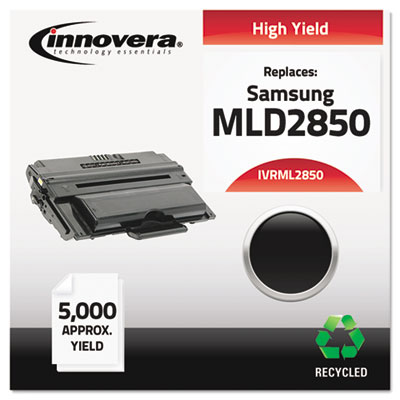 innovera®
technology essentials
High Yield
Replaces:
Samsung
MLD2850
IVRML2850
5,000
APPROX.
YIELD
RECYCLED